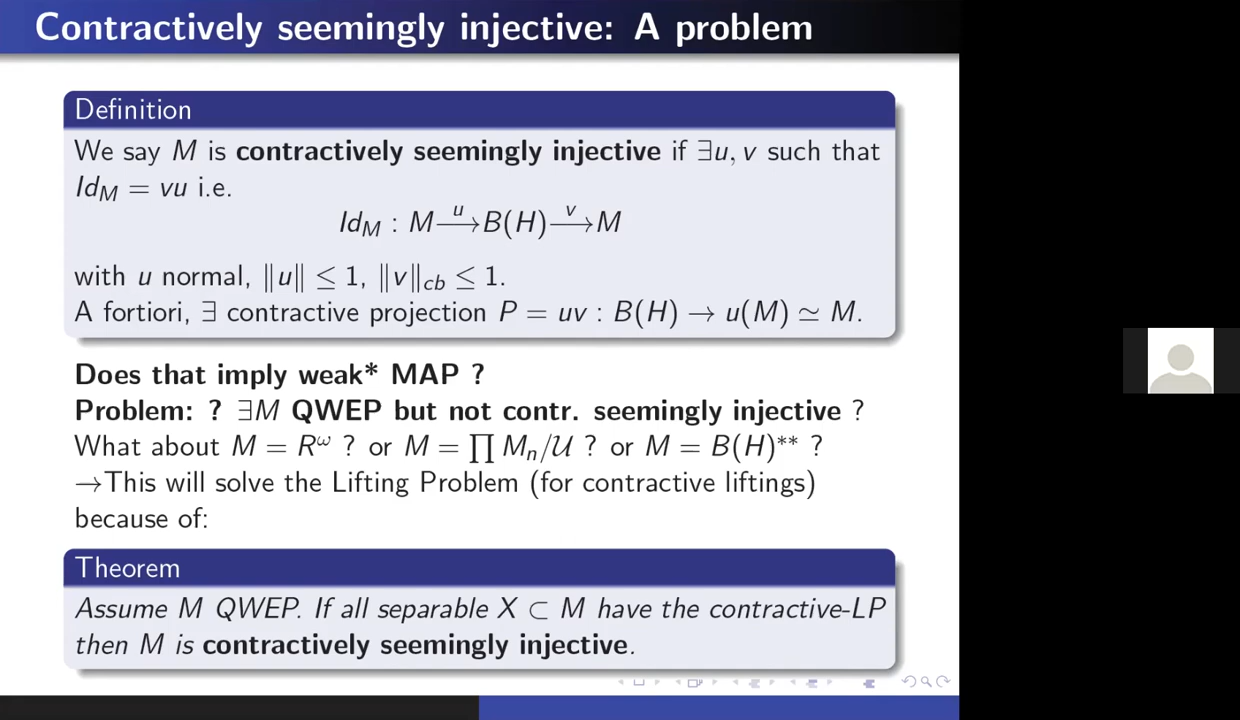 Contractively seemingly injective: A problem
Definition
We say M is contractively seemingly injective if ∃u, v such that
Id_M = vu i.e.
Id_M : M \xrightarrow{u} B(H) \xrightarrow{v} M
with u normal, ‖u‖ ≤ 1, ‖v‖_{cb} ≤ 1.
A fortiori, ∃ contractive projection P = uv : B(H) → u(M) ≃ M.
Does that imply weak* MAP ?
Problem: ? ∃M QWEP but not contr. seemingly injective ?
What about M = R^ω ? or M = ∏ M_n/𝒰 ? or M = B(H)** ?
→This will solve the Lifting Problem (for contractive liftings)
because of:
Theorem
Assume M QWEP. If all separable X ⊂ M have the contractive-LP
then M is contractively seemingly injective.